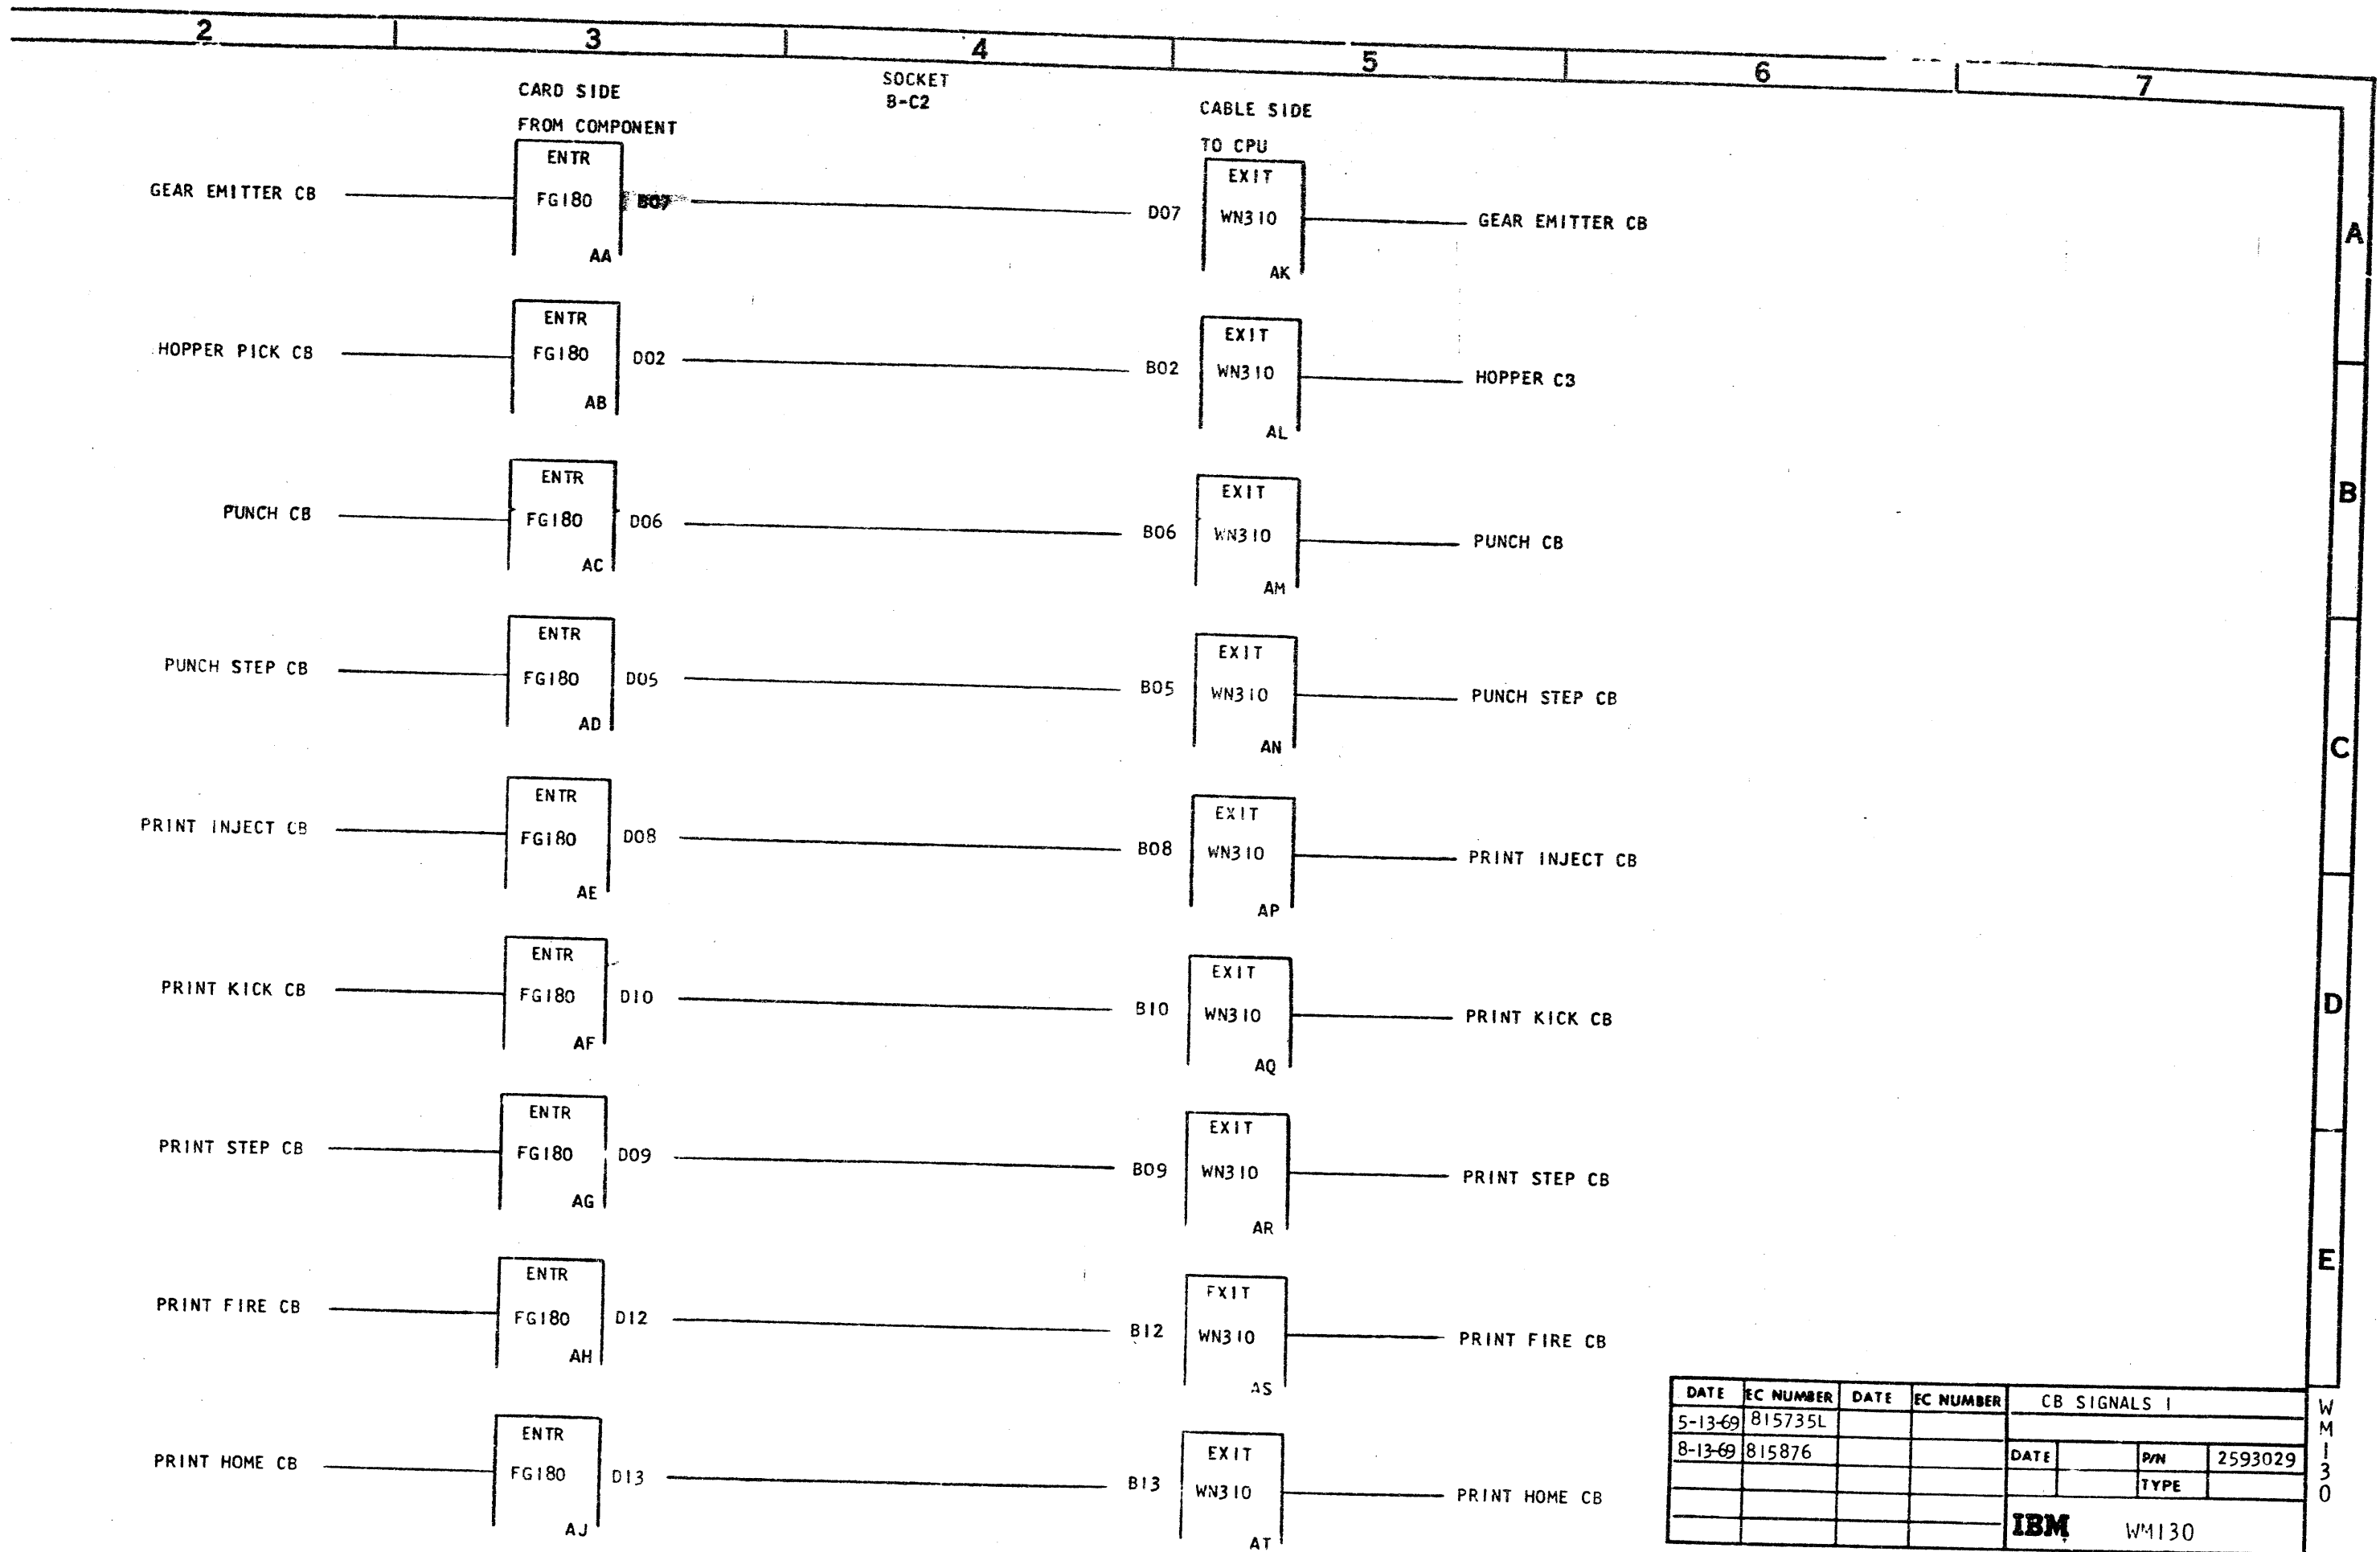 2 3 4 5 6 7
CARD SIDE
SOCKET
B-C2
CABLE SIDE
FROM COMPONENT
TO CPU
GEAR EMITTER CB ENTR FG180 AA B07 D07 EXIT WN310 AK GEAR EMITTER CB
A
HOPPER PICK CB ENTR FG180 AB D02 B02 EXIT WN310 AL HOPPER CB
PUNCH CB ENTR FG180 AC D06 B06 EXIT WN310 AM PUNCH CB
B
PUNCH STEP CB ENTR FG180 AD D05 B05 EXIT WN310 AN PUNCH STEP CB
C
PRINT INJECT CB ENTR FG180 AE D08 B08 EXIT WN310 AP PRINT INJECT CB
PRINT KICK CB ENTR FG180 AF D10 B10 EXIT WN310 AQ PRINT KICK CB
D
PRINT STEP CB ENTR FG180 AG D09 B09 EXIT WN310 AR PRINT STEP CB
E
PRINT FIRE CB ENTR FG180 AH D12 B12 EXIT WN310 AS PRINT FIRE CB
PRINT HOME CB ENTR FG180 AJ D13 B13 EXIT WN310 AT PRINT HOME CB
DATE EC NUMBER DATE EC NUMBER CB SIGNALS 1
5-13-69 815735L
8-13-69 815876 DATE P/N 2593029
TYPE
IBM WM130
WM130